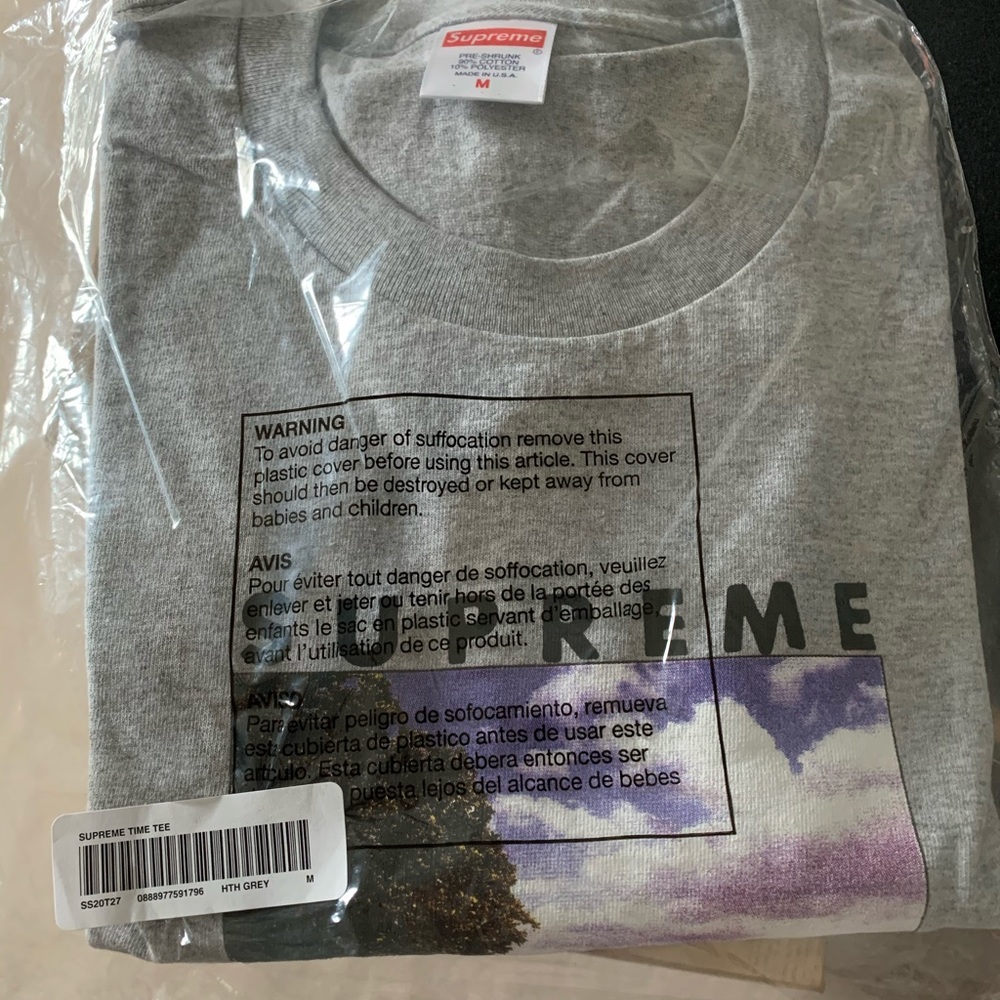 Supreme
PRE-SHRUNK
90% COTTON
10% POLYESTER
MADE IN U.S.A.
M
WARNING
To avoid danger of suffocation remove this
plastic cover before using this article. This cover
should then be destroyed or kept away from
babies and children.
AVIS
Pour éviter tout danger de soffocation, veuillez
enlever et jeter ou tenir hors de la portée des
enfants le sac en plastic servant d'emballage,
avant l'utilisation de ce produit.
SUPREME
AVISO
Para evitar peligro de sofocamiento, remueva
esta cubierta de plastico antes de usar este
articulo. Esta cubierta debera entonces ser
puesta lejos del alcance de bebes
SUPREME TIME TEE
SS20T27 0888977591796 HTH GREY M